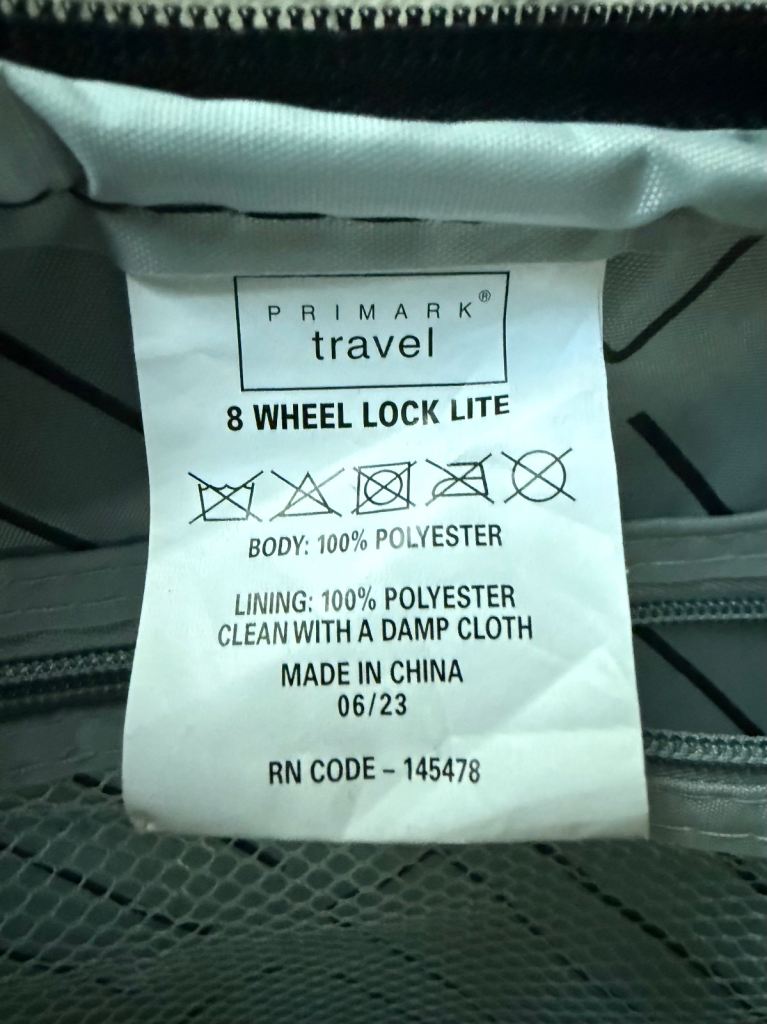 PRIMARK®
travel
8 WHEEL LOCK LITE
BODY: 100% POLYESTER
LINING: 100% POLYESTER
CLEAN WITH A DAMP CLOTH
MADE IN CHINA
06/23
RN CODE – 145478